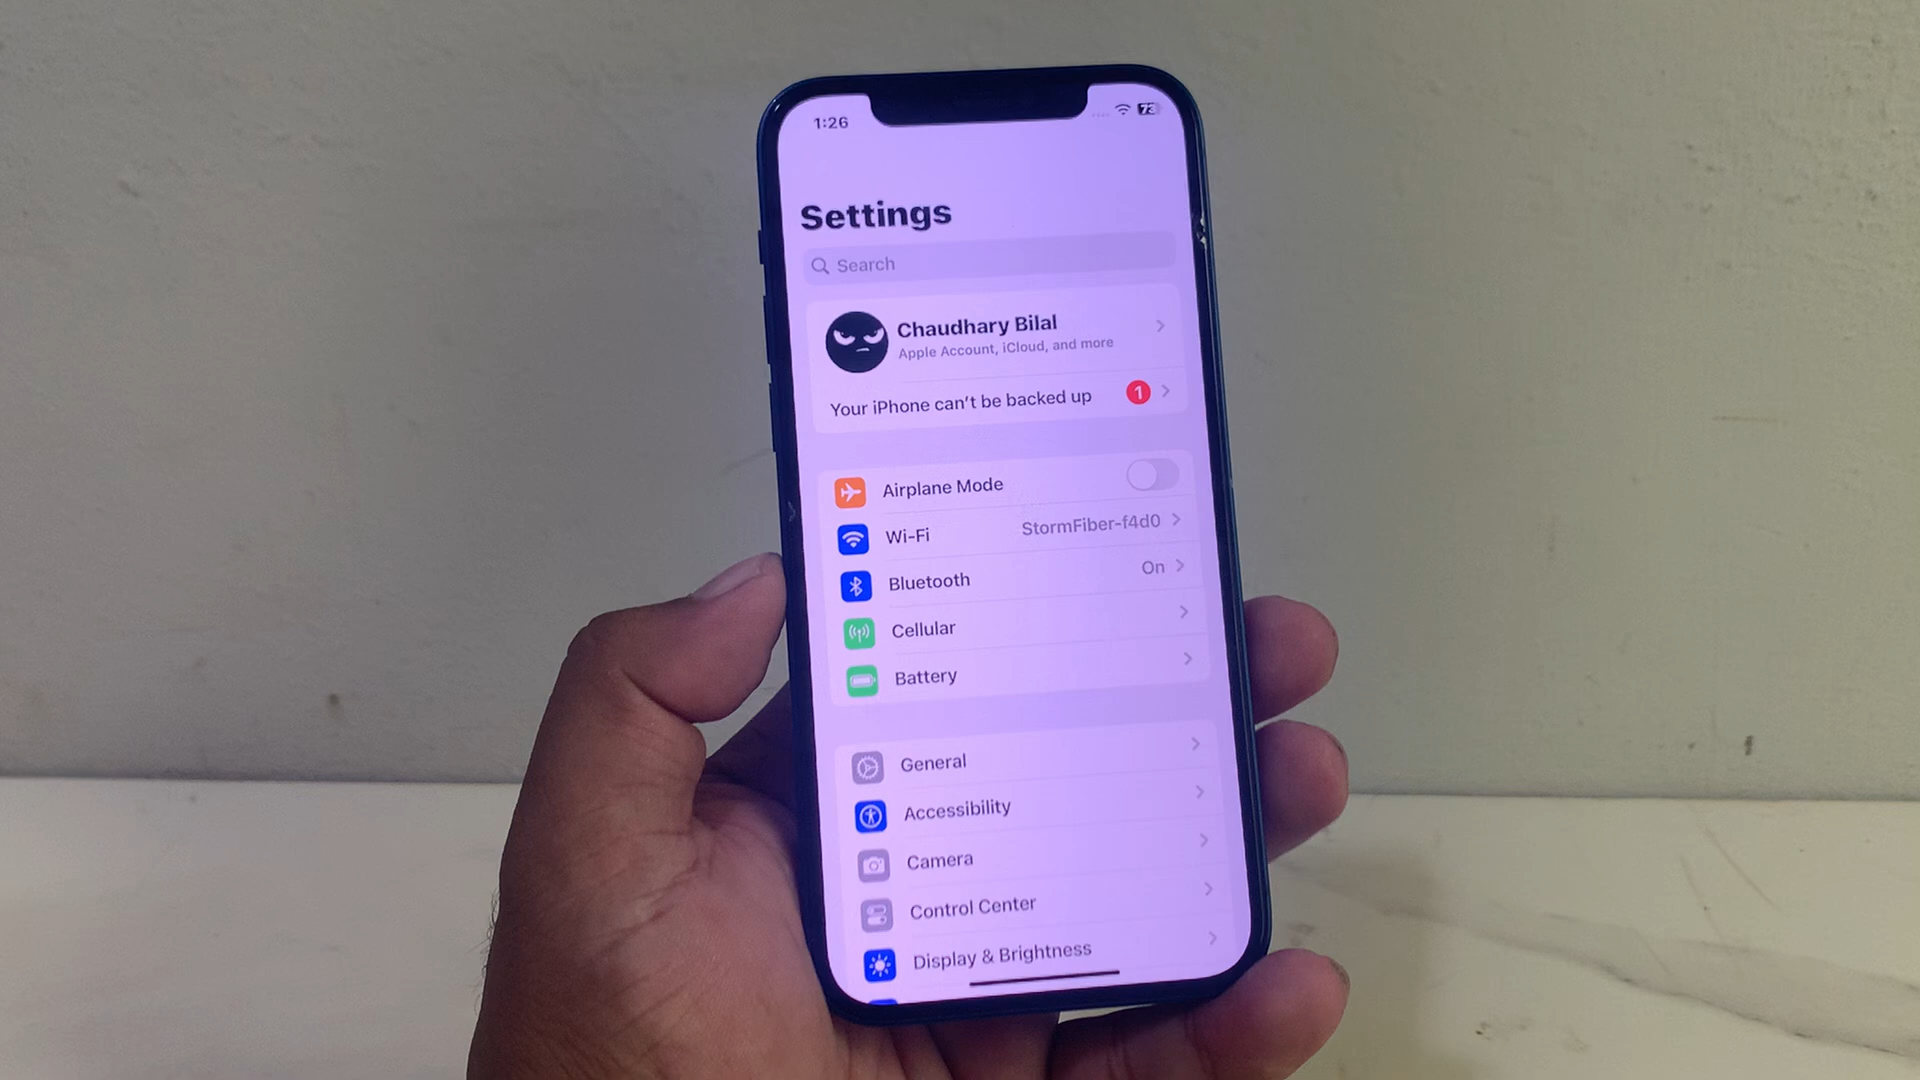 1:26
73
Settings
Search
Chaudhary Bilal
Apple Account, iCloud, and more
Your iPhone can't be backed up 1
Airplane Mode
Wi-Fi StormFiber-f4d0
Bluetooth On
Cellular
Battery
General
Accessibility
Camera
Control Center
Display & Brightness